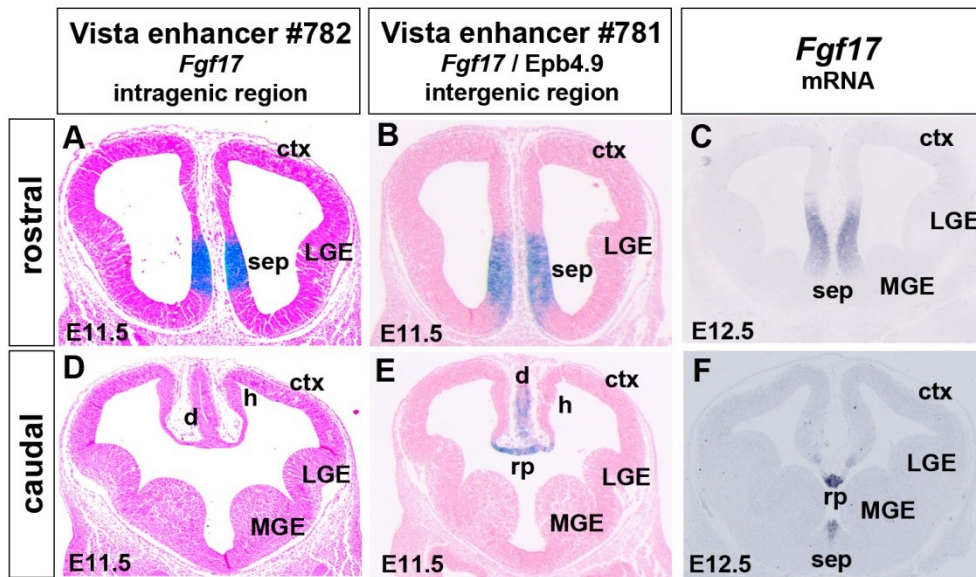 Vista enhancer #782
Fgf17
intragenic region
Vista enhancer #781
Fgf17 / Epb4.9
intergenic region
Fgf17
mRNA
rostral
A
ctx
LGE
sep
E11.5
B
ctx
LGE
sep
E11.5
C
ctx
LGE
MGE
sep
E12.5
caudal
D
ctx
h
d
LGE
MGE
E11.5
E
d
ctx
h
rp
LGE
MGE
E11.5
F
ctx
LGE
rp
MGE
sep
E12.5